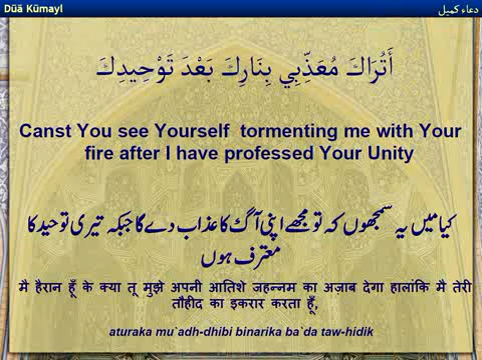 Dūā Kūmayl دعاء كميل
أَتُرَاكَ مُعَذِّبِي بِنَارِكَ بَعْدَ تَوْحِيدِكَ
Canst You see Yourself tormenting me with Your
fire after I have professed Your Unity
کیا میں یہ سمجھوں کہ تو مجھے اپنی آگ کا عذاب دے گا جبکہ تیری توحید کا
معترف ہوں
मै हैरान हूँ के क्या तू मुझे अपनी आतिशे जहन्नम का अज़ाब देगा हालांकि मै तेरी
तौहीद का इकरार करता हूँ,
aturaka mu`adh-dhibi binarika ba`da taw-hidik